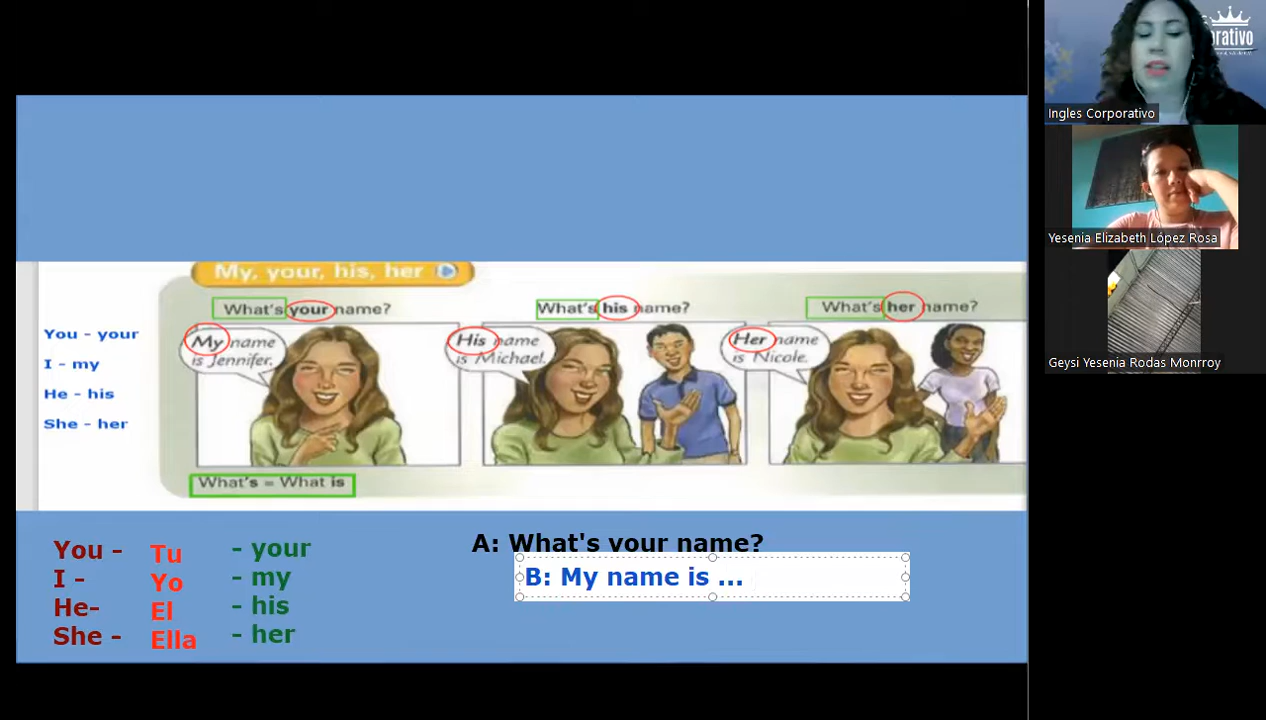 My, your, his, her
What's your name?
My name
is Jennifer.
What's his name?
His name
is Michael.
What's her name?
Her name
is Nicole.
You - your
I - my
He - his
She - her
What's = What is
You - Tu - your
I - Yo - my
He- El - his
She - Ella - her
A: What's your name?
B: My name is ...
orativo
Ingles Corporativo
Yesenia Elizabeth López Rosa
Geysi Yesenia Rodas Monrroy